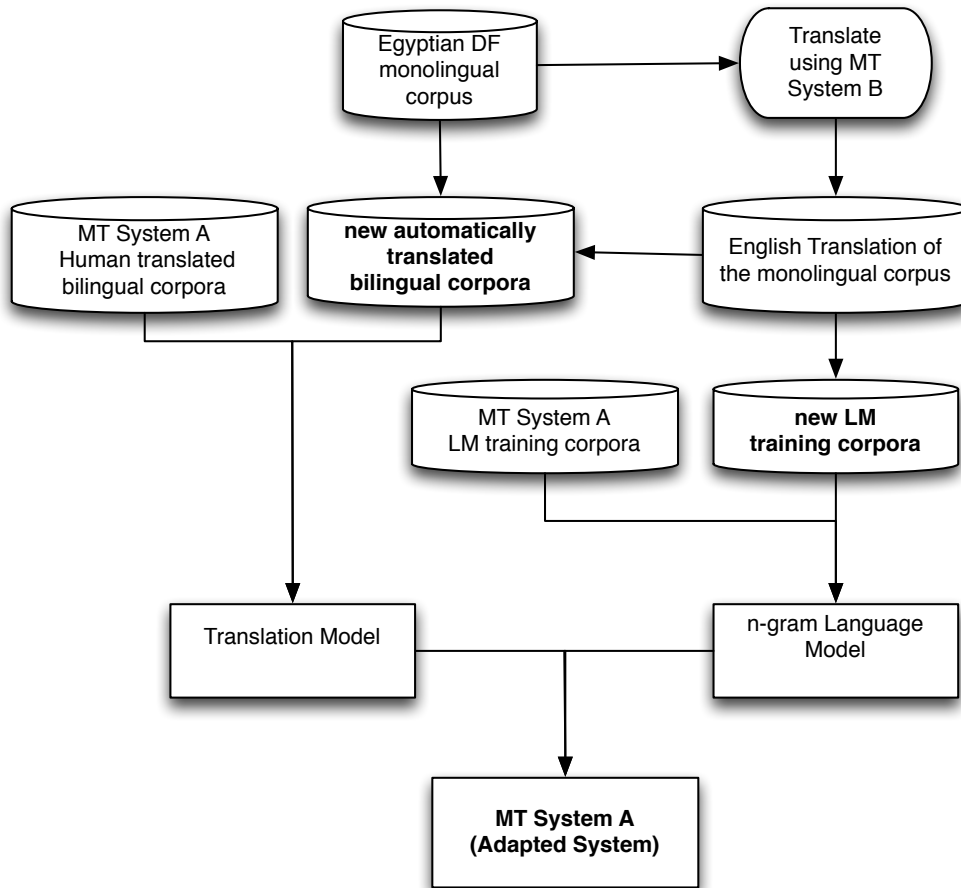 Egyptian DF
monolingual
corpus
Translate
using MT
System B
MT System A
Human translated
bilingual corpora
new automatically
translated
bilingual corpora
English Translation of
the monolingual corpus
MT System A
LM training corpora
new LM
training corpora
Translation Model
n-gram Language
Model
MT System A
(Adapted System)